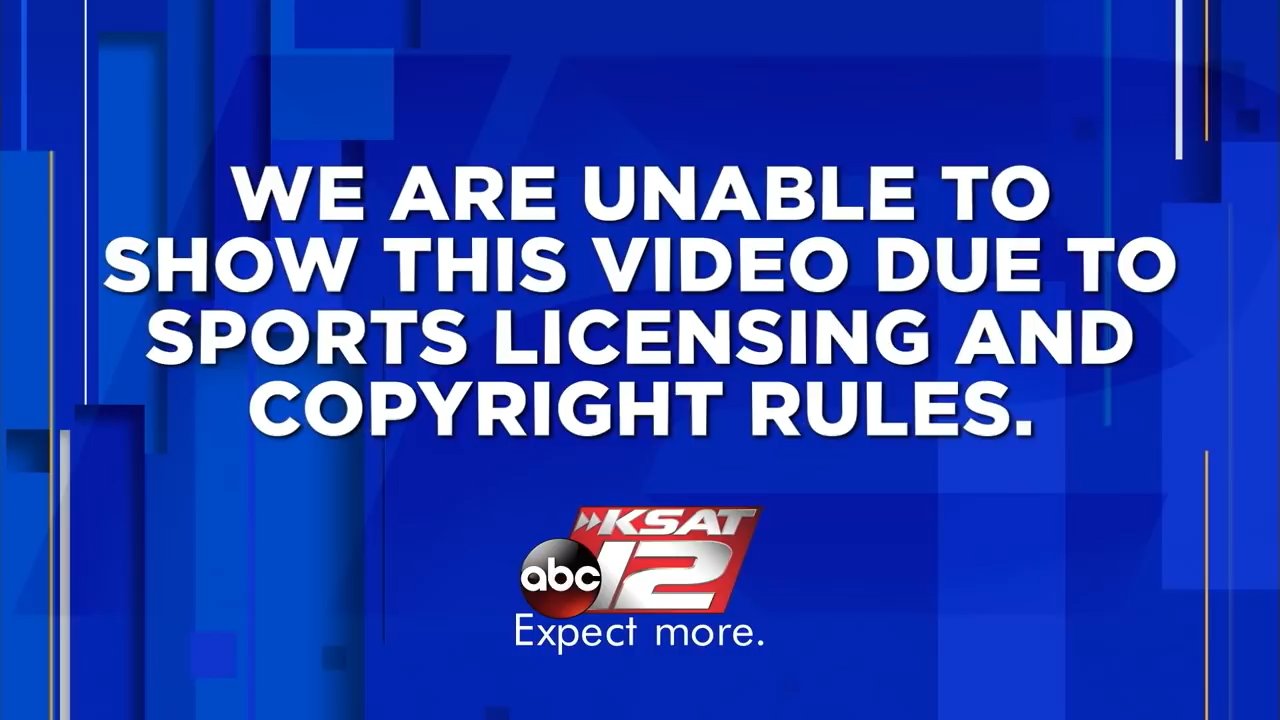 WE ARE UNABLE TO
SHOW THIS VIDEO DUE TO
SPORTS LICENSING AND
COPYRIGHT RULES.
KSAT
abc 12
Expect more.